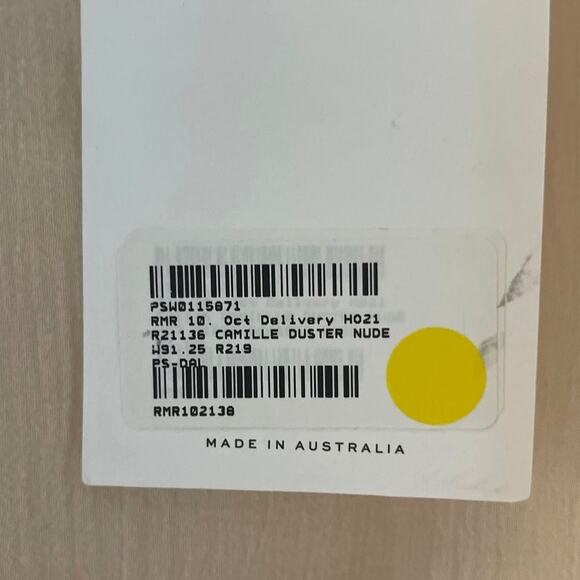 PSW0115871
RMR 10. Oct Delivery HO21
R21136 CAMILLE DUSTER NUDE
W91.25 R219
PS-DAL
RMR102138
MADE IN AUSTRALIA